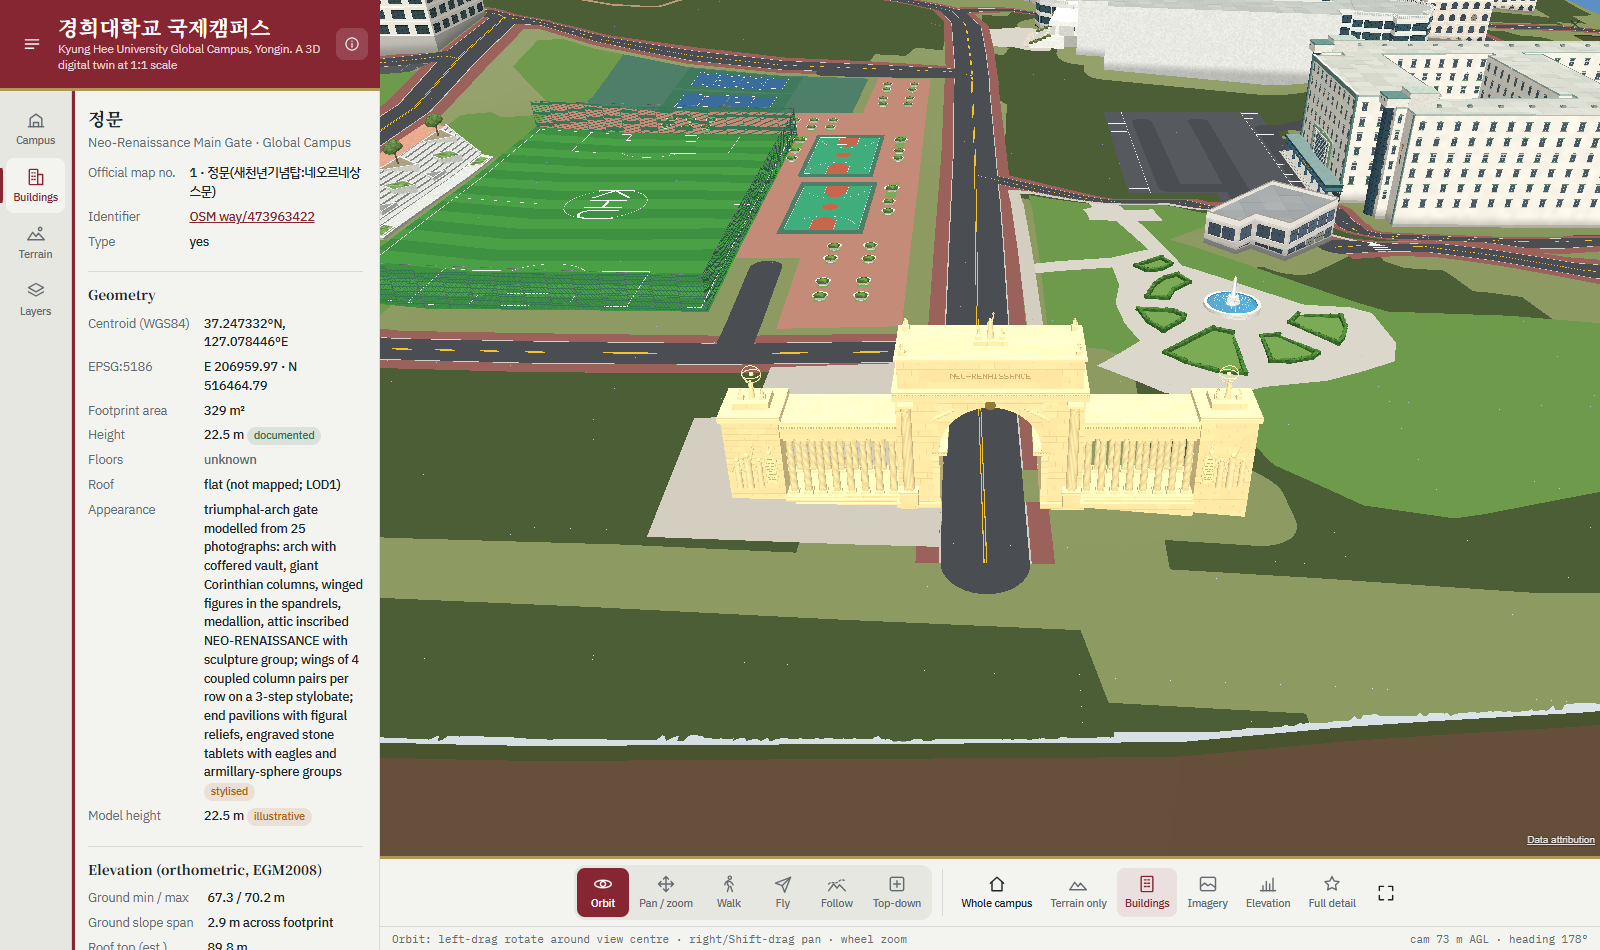 경희대학교 국제캠퍼스
Kyung Hee University Global Campus, Yongin. A 3D
digital twin at 1:1 scale
Campus
Buildings
Terrain
Layers
정문
Neo-Renaissance Main Gate · Global Campus
Official map no. 1 · 정문(새천년기념탑:네오르네상
스문)
Identifier OSM way/473963422
Type yes
Geometry
Centroid (WGS84) 37.247332°N,
127.078446°E
EPSG:5186 E 206959.97 · N
516464.79
Footprint area 329 m²
Height 22.5 m documented
Floors unknown
Roof flat (not mapped; LOD1)
Appearance triumphal-arch gate
modelled from 25
photographs: arch with
coffered vault, giant
Corinthian columns, winged
figures in the spandrels,
medallion, attic inscribed
NEO-RENAISSANCE with
sculpture group; wings of 4
coupled column pairs per
row on a 3-step stylobate;
end pavilions with figural
reliefs, engraved stone
tablets with eagles and
armillary-sphere groups
stylised
Model height 22.5 m illustrative
Elevation (orthometric, EGM2008)
Ground min / max 67.3 / 70.2 m
Ground slope span 2.9 m across footprint
Roof top (est.) 89.8 m
KHU
NEO-RENAISSANCE
Data attribution
Orbit
Pan / zoom
Walk
Fly
Follow
Top-down
Whole campus
Terrain only
Buildings
Imagery
Elevation
Full detail
Orbit: left-drag rotate around view centre · right/Shift-drag pan · wheel zoom
cam 73 m AGL · heading 178°